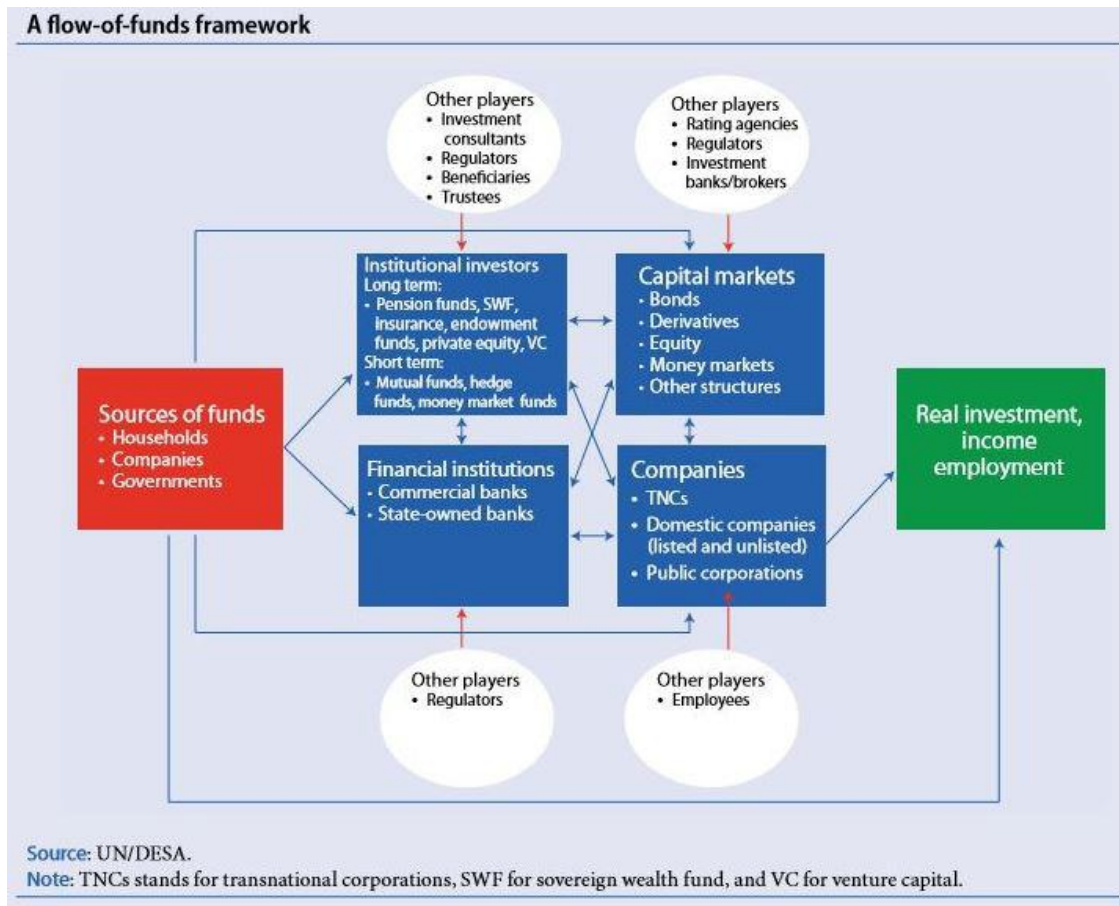 A flow-of-funds framework
Other players
• Investment
consultants
• Regulators
• Beneficiaries
• Trustees
Other players
• Rating agencies
• Regulators
• Investment
banks/brokers
Institutional investors
Long term:
• Pension funds, SWF,
insurance, endowment
funds, private equity, VC
Short term:
• Mutual funds, hedge
funds, money market funds
Capital markets
• Bonds
• Derivatives
• Equity
• Money markets
• Other structures
Sources of funds
• Households
• Companies
• Governments
Financial institutions
• Commercial banks
• State-owned banks
Companies
• TNCs
• Domestic companies
(listed and unlisted)
• Public corporations
Real investment,
income
employment
Other players
• Regulators
Other players
• Employees
Source: UN/DESA.
Note: TNCs stands for transnational corporations, SWF for sovereign wealth fund, and VC for venture capital.